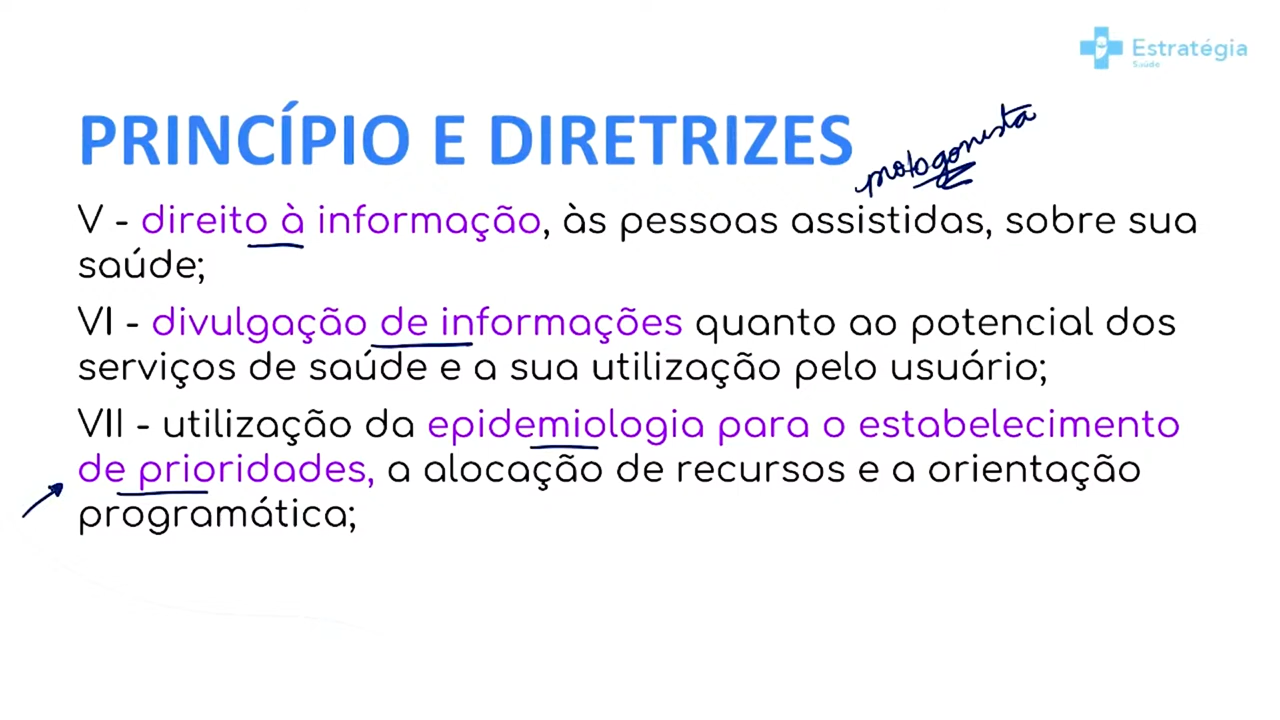 Estratégia
Saúde
PRINCÍPIO E DIRETRIZES
protagonista
V - direito à informação, às pessoas assistidas, sobre sua
saúde;
VI - divulgação de informações quanto ao potencial dos
serviços de saúde e a sua utilização pelo usuário;
VII - utilização da epidemiologia para o estabelecimento
de prioridades, a alocação de recursos e a orientação
programática;